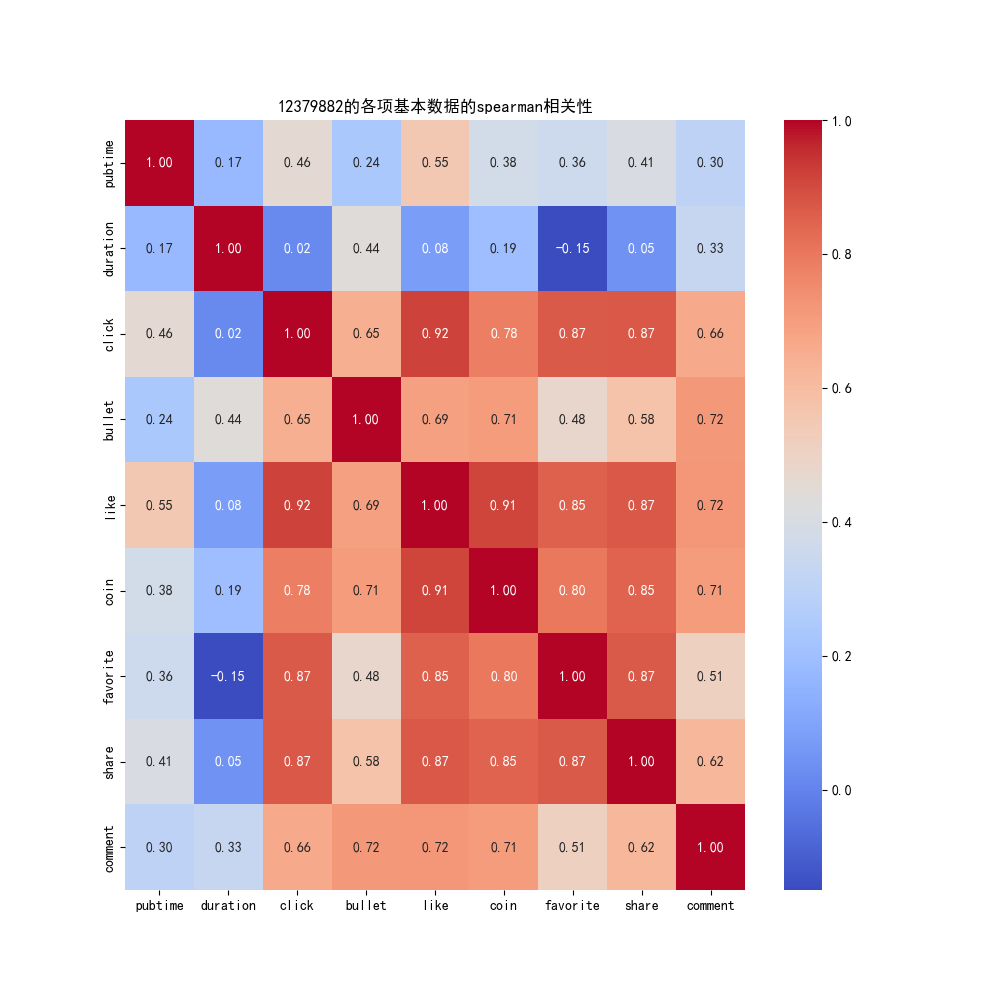 12379882的各项基本数据的spearman相关性
pubtime 1.00 0.17 0.46 0.24 0.55 0.38 0.36 0.41 0.30
duration 0.17 1.00 0.02 0.44 0.08 0.19 -0.15 0.05 0.33
click 0.46 0.02 1.00 0.65 0.92 0.78 0.87 0.87 0.66
bullet 0.24 0.44 0.65 1.00 0.69 0.71 0.48 0.58 0.72
like 0.55 0.08 0.92 0.69 1.00 0.91 0.85 0.87 0.72
coin 0.38 0.19 0.78 0.71 0.91 1.00 0.80 0.85 0.71
favorite 0.36 -0.15 0.87 0.48 0.85 0.80 1.00 0.87 0.51
share 0.41 0.05 0.87 0.58 0.87 0.85 0.87 1.00 0.62
comment 0.30 0.33 0.66 0.72 0.72 0.71 0.51 0.62 1.00
pubtime duration click bullet like coin favorite share comment
1.0
0.8
0.6
0.4
0.2
0.0